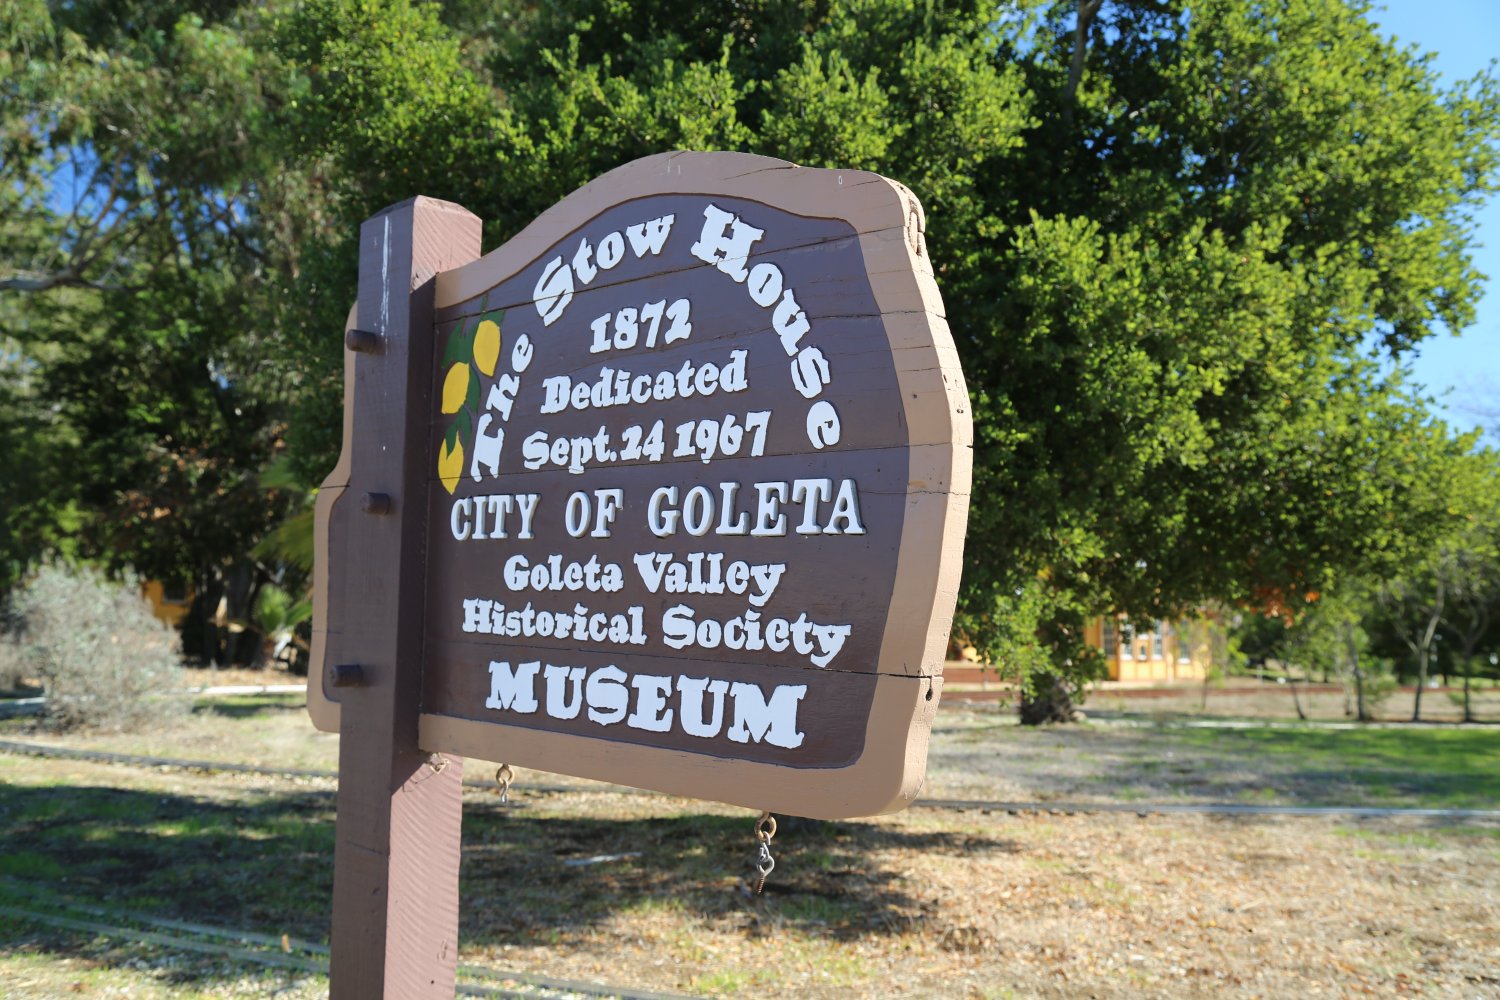 The Stow House
1872
Dedicated
Sept. 24 1967
CITY OF GOLETA
Goleta Valley
Historical Society
MUSEUM